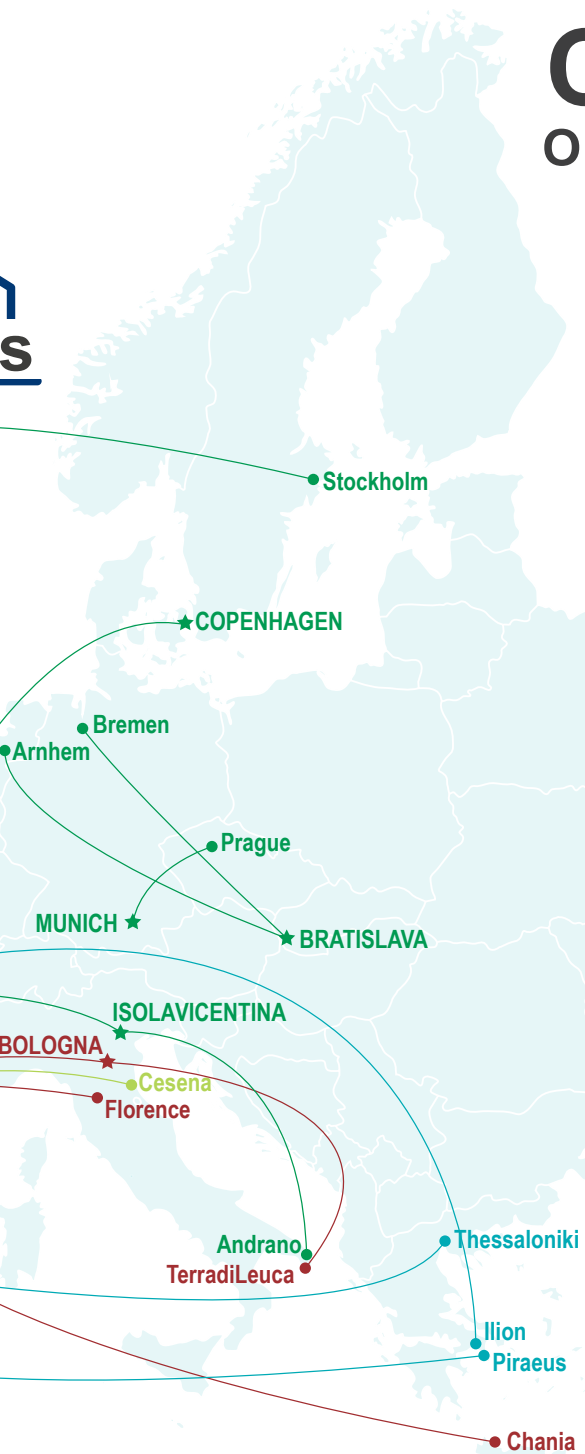 C
O
s
Stockholm
COPENHAGEN
Bremen
Arnhem
Prague
MUNICH
BRATISLAVA
ISOLAVICENTINA
BOLOGNA
Cesena
Florence
Andrano
Thessaloniki
TerradiLeuca
Ilion
Piraeus
Chania